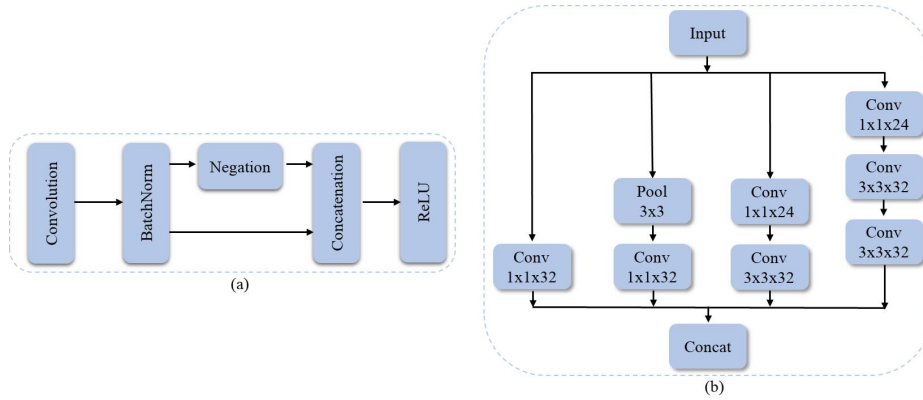 Convolution
BatchNorm
Negation
Concatenation
ReLU
(a)
Input
Conv
1x1x32
Pool
3x3
Conv
1x1x32
Conv
1x1x24
Conv
3x3x32
Conv
1x1x24
Conv
3x3x32
Conv
3x3x32
Concat
(b)